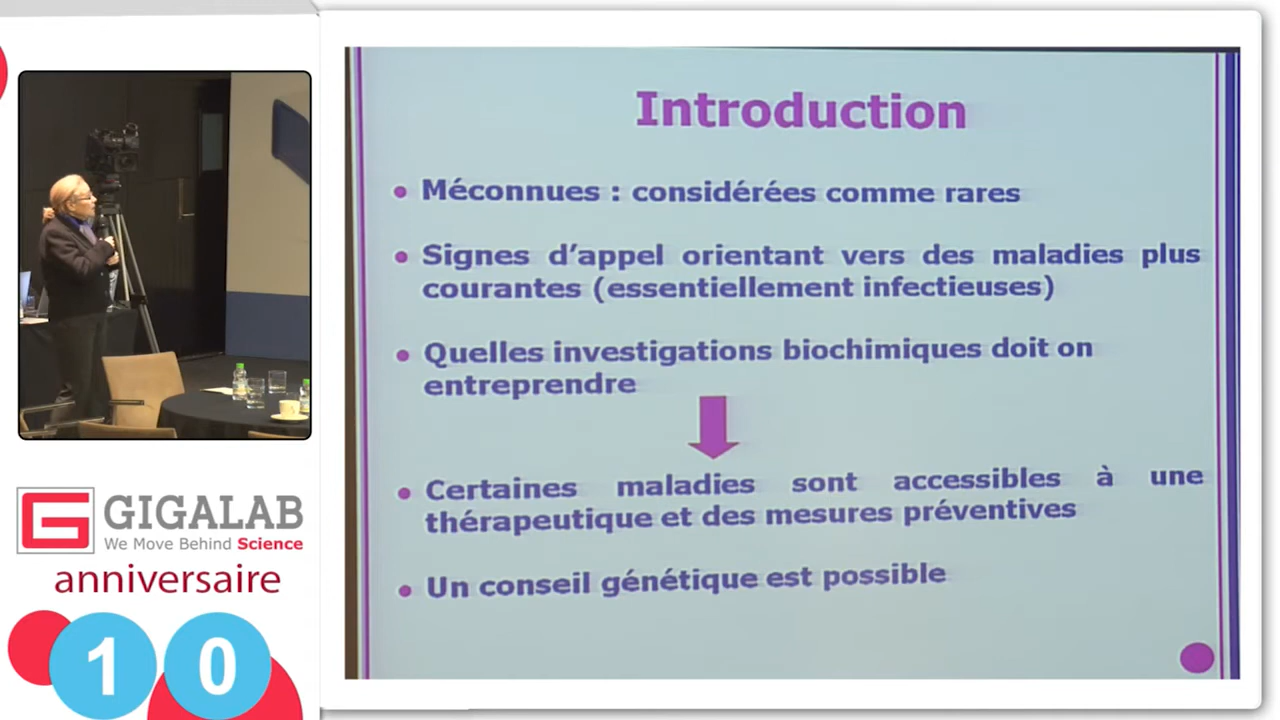 Introduction
Méconnues : considérées comme rares
Signes d’appel orientant vers des maladies plus
courantes (essentiellement infectieuses)
Quelles investigations biochimiques doit on
entreprendre
Certaines maladies sont accessibles à une
thérapeutique et des mesures préventives
Un conseil génétique est possible
GIGALAB
We Move Behind Science
anniversaire
10